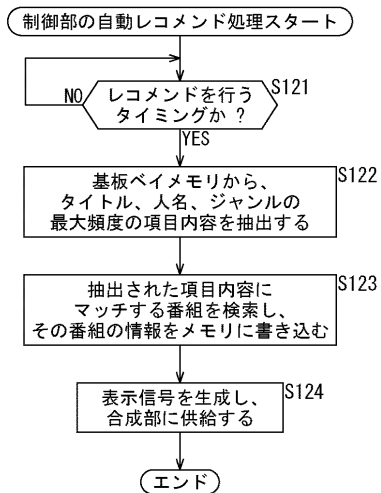 制御部の自動レコメンド処理スタート
S121
レコメンドを行う
タイミングか ?
NO
YES
S122
基板ベイメモリから、
タイトル、人名、ジャンルの
最大頻度の項目内容を抽出する
S123
抽出された項目内容に
マッチする番組を検索し、
その番組の情報をメモリに書き込む
S124
表示信号を生成し、
合成部に供給する
エンド